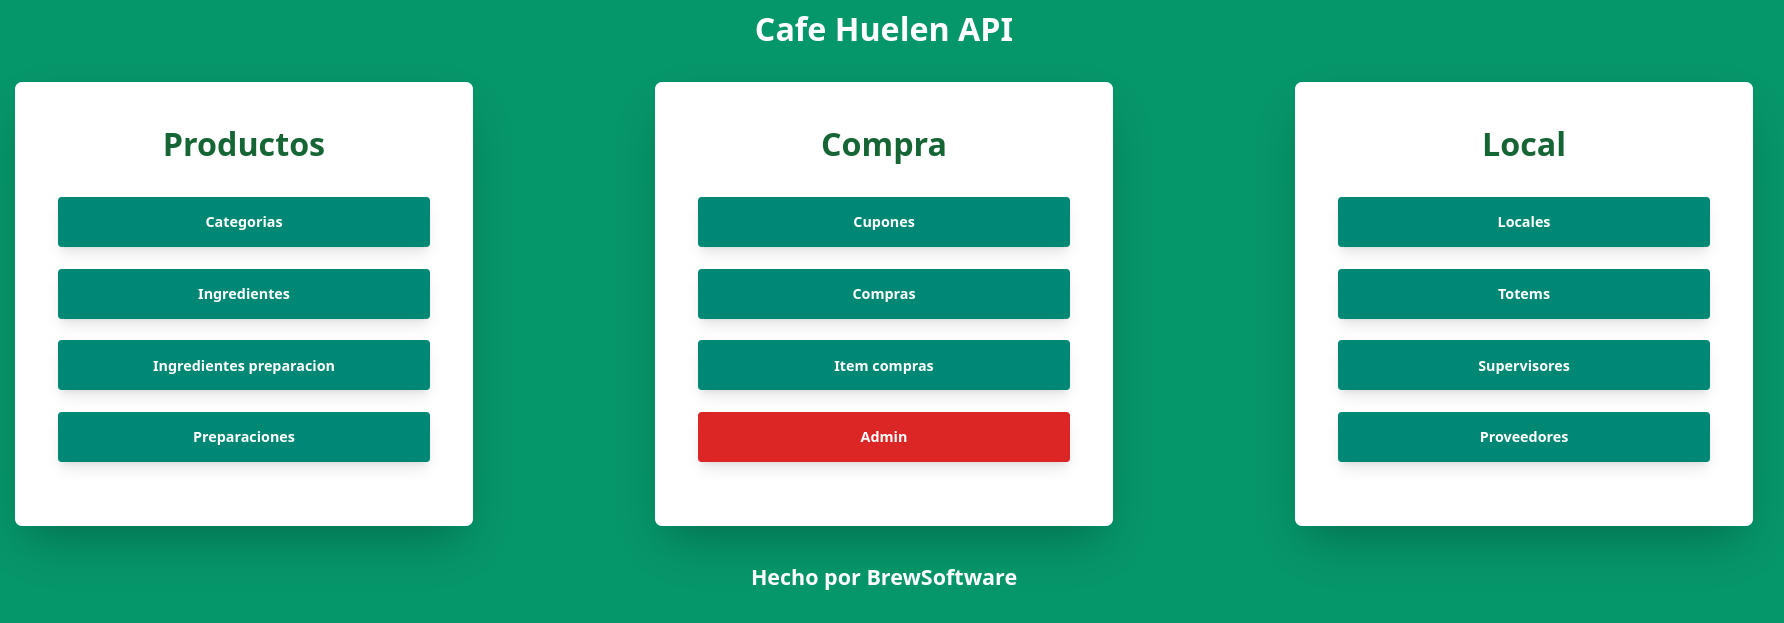 Cafe Huelen API
Productos
Categorias
Ingredientes
Ingredientes preparacion
Preparaciones
Compra
Cupones
Compras
Item compras
Admin
Local
Locales
Totems
Supervisores
Proveedores
Hecho por BrewSoftware